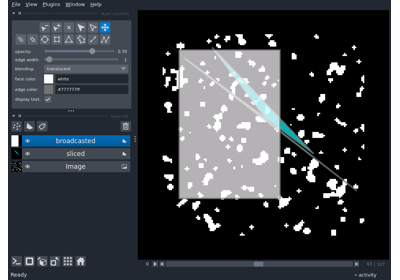 File View Plugins Window Help
opacity: 0.70
edge width: 1
blending: translucent
face color: white
edge color: #777777ff
display text: ✓
broadcasted
sliced
Image
Ready
activity